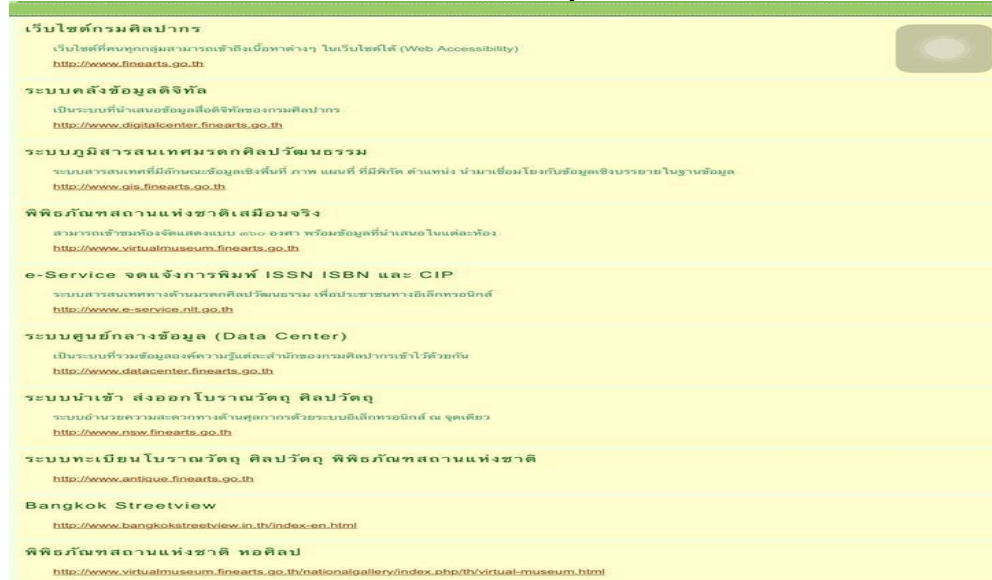 เว็บไซต์กรมศิลปากร
เว็บไซต์ที่คนทุกกลุ่มสามารถเข้าถึงเนื้อหาต่างๆ ในเว็บไซต์ได้ (Web Accessibility)
http://www.finearts.go.th
ระบบคลังข้อมูลดิจิทัล
เป็นระบบที่นำเสนอข้อมูลสื่อดิจิทัลของกรมศิลปากร
http://www.digitalcenter.finearts.go.th
ระบบภูมิสารสนเทศมรดกศิลปวัฒนธรรม
ระบบสารสนเทศที่มีลักษณะข้อมูลเชิงพื้นที่ ภาพ แผนที่ ที่มีพิกัด ตำแหน่ง นำมาเชื่อมโยงกับข้อมูลเชิงบรรยายในฐานข้อมูล
http://www.gis.finearts.go.th
พิพิธภัณฑสถานแห่งชาติเสมือนจริง
สามารถเข้าชมห้องจัดแสดงแบบ ๓๖๐ องศา พร้อมข้อมูลที่นำเสนอในแต่ละห้อง
http://www.virtualmuseum.finearts.go.th
e-Service จดแจ้งการพิมพ์ ISSN ISBN และ CIP
ระบบสารสนเทศทางด้านมรดกศิลปวัฒนธรรม เพื่อประชาชนทางอิเล็กทรอนิกส์
http://www.e-service.nlt.go.th
ระบบศูนย์กลางข้อมูล (Data Center)
เป็นระบบที่รวมข้อมูลองค์ความรู้แต่ละสำนักของกรมศิลปากรเข้าไว้ด้วยกัน
http://www.datacenter.finearts.go.th
ระบบนำเข้า ส่งออกโบราณวัตถุ ศิลปวัตถุ
ระบบอำนวยความสะดวกทางด้านศุลกากรด้วยระบบอิเล็กทรอนิกส์ ณ จุดเดียว
http://www.nsw.finearts.go.th
ระบบทะเบียนโบราณวัตถุ ศิลปวัตถุ พิพิธภัณฑสถานแห่งชาติ
http://www.antique.finearts.go.th
Bangkok Streetview
http://www.bangkokstreetview.in.th/index-en.html
พิพิธภัณฑสถานแห่งชาติ หอศิลป
http://www.virtualmuseum.finearts.go.th/nationalgallery/index.php/th/virtual-museum.html